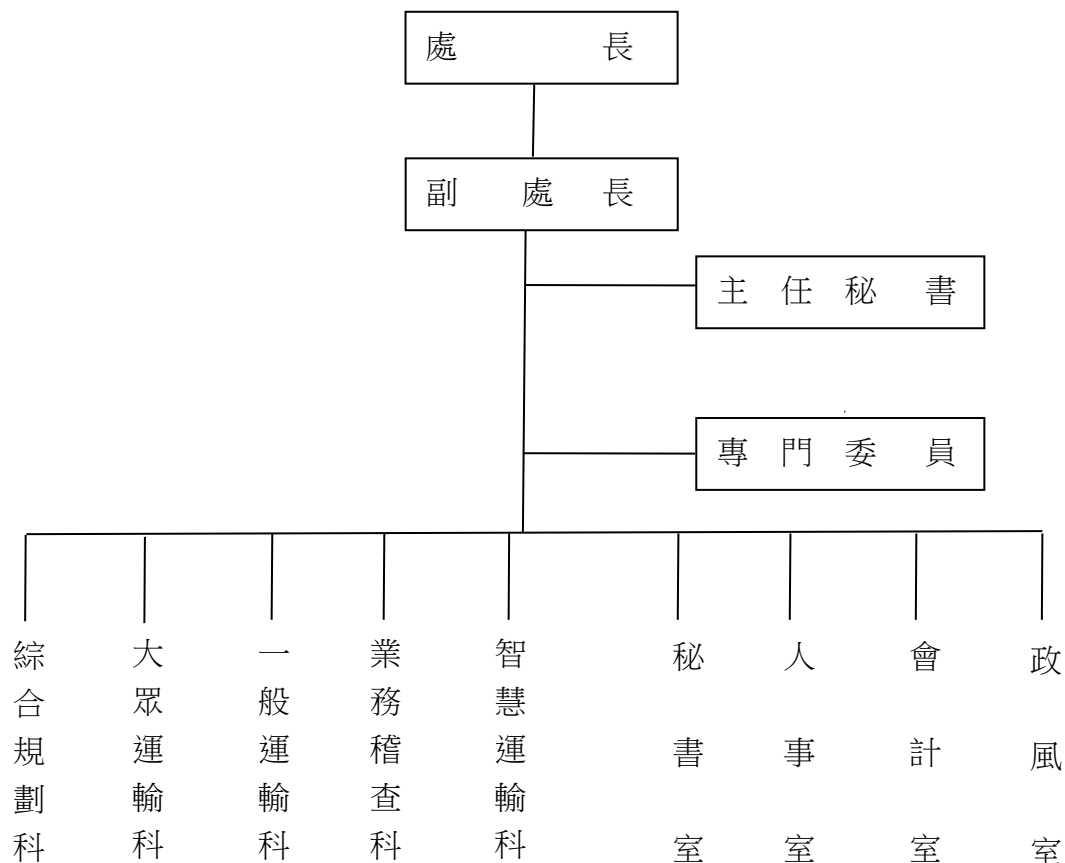 處 長
副 處 長
主 任 秘 書
專 門 委 員
綜合規劃科
大眾運輸科
一般運輸科
業務稽查科
智慧運輸科
秘書室
人事室
會計室
政風室